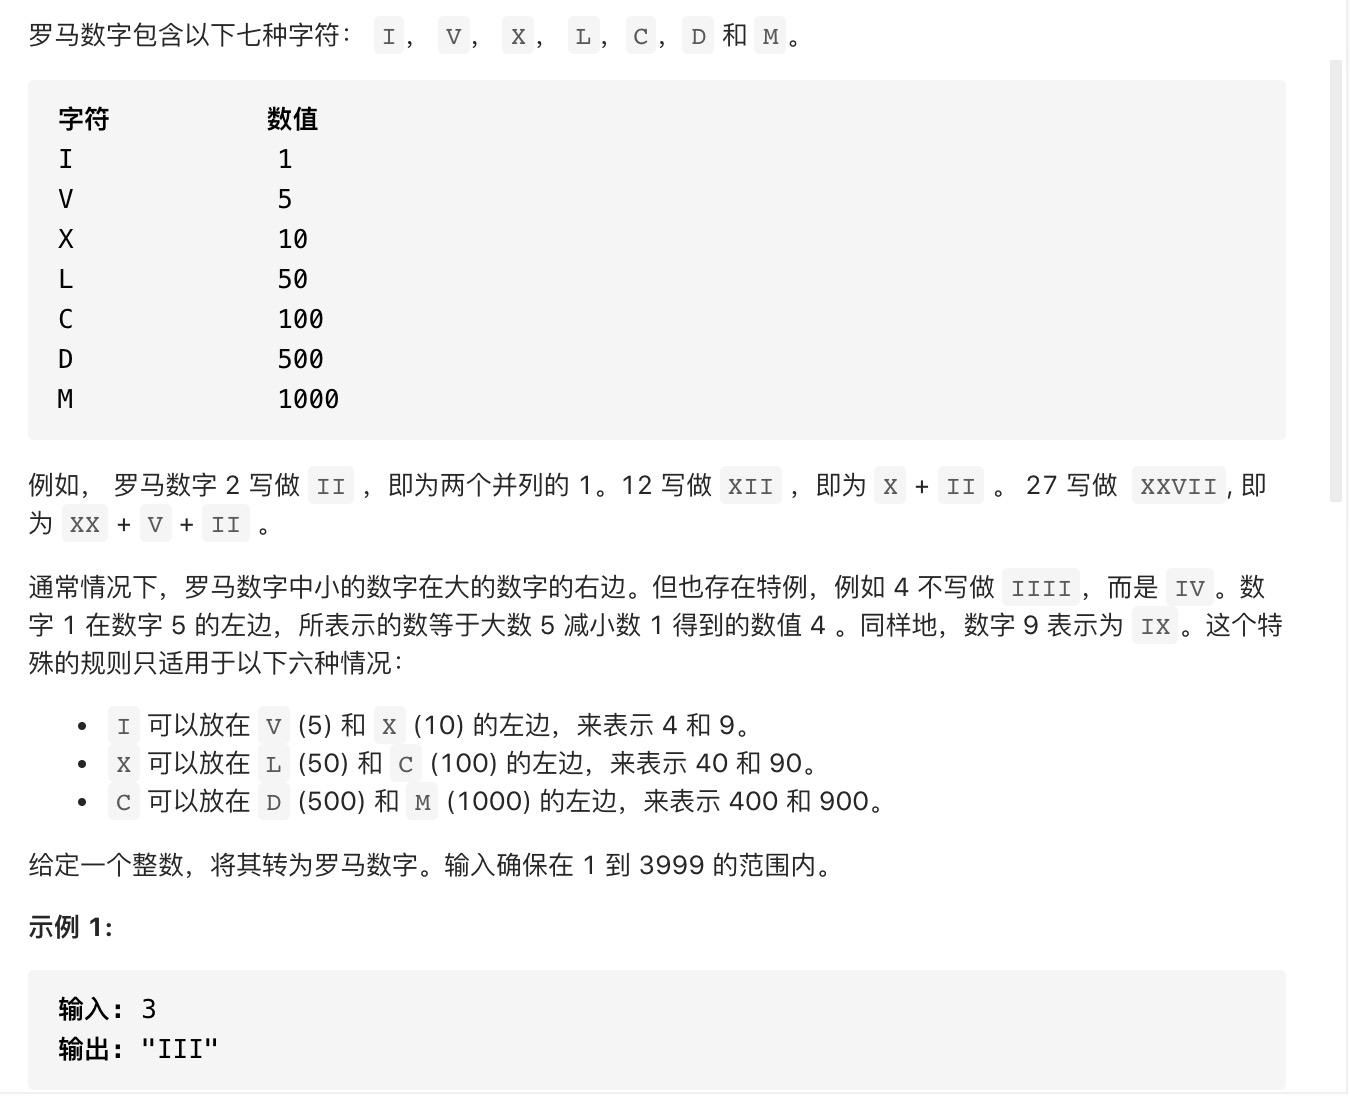 罗马数字包含以下七种字符： I， V， X， L，C，D 和 M。
字符 数值
I 1
V 5
X 10
L 50
C 100
D 500
M 1000
例如， 罗马数字 2 写做 II ，即为两个并列的 1。12 写做 XII ，即为 X + II 。 27 写做 XXVII, 即
为 XX + V + II 。
通常情况下，罗马数字中小的数字在大的数字的右边。但也存在特例，例如 4 不写做 IIII，而是 IV。数
字 1 在数字 5 的左边，所表示的数等于大数 5 减小数 1 得到的数值 4 。同样地，数字 9 表示为 IX。这个特
殊的规则只适用于以下六种情况：
• I 可以放在 V (5) 和 X (10) 的左边，来表示 4 和 9。
• X 可以放在 L (50) 和 C (100) 的左边，来表示 40 和 90。
• C 可以放在 D (500) 和 M (1000) 的左边，来表示 400 和 900。
给定一个整数，将其转为罗马数字。输入确保在 1 到 3999 的范围内。
示例 1:
输入: 3
输出: "III"